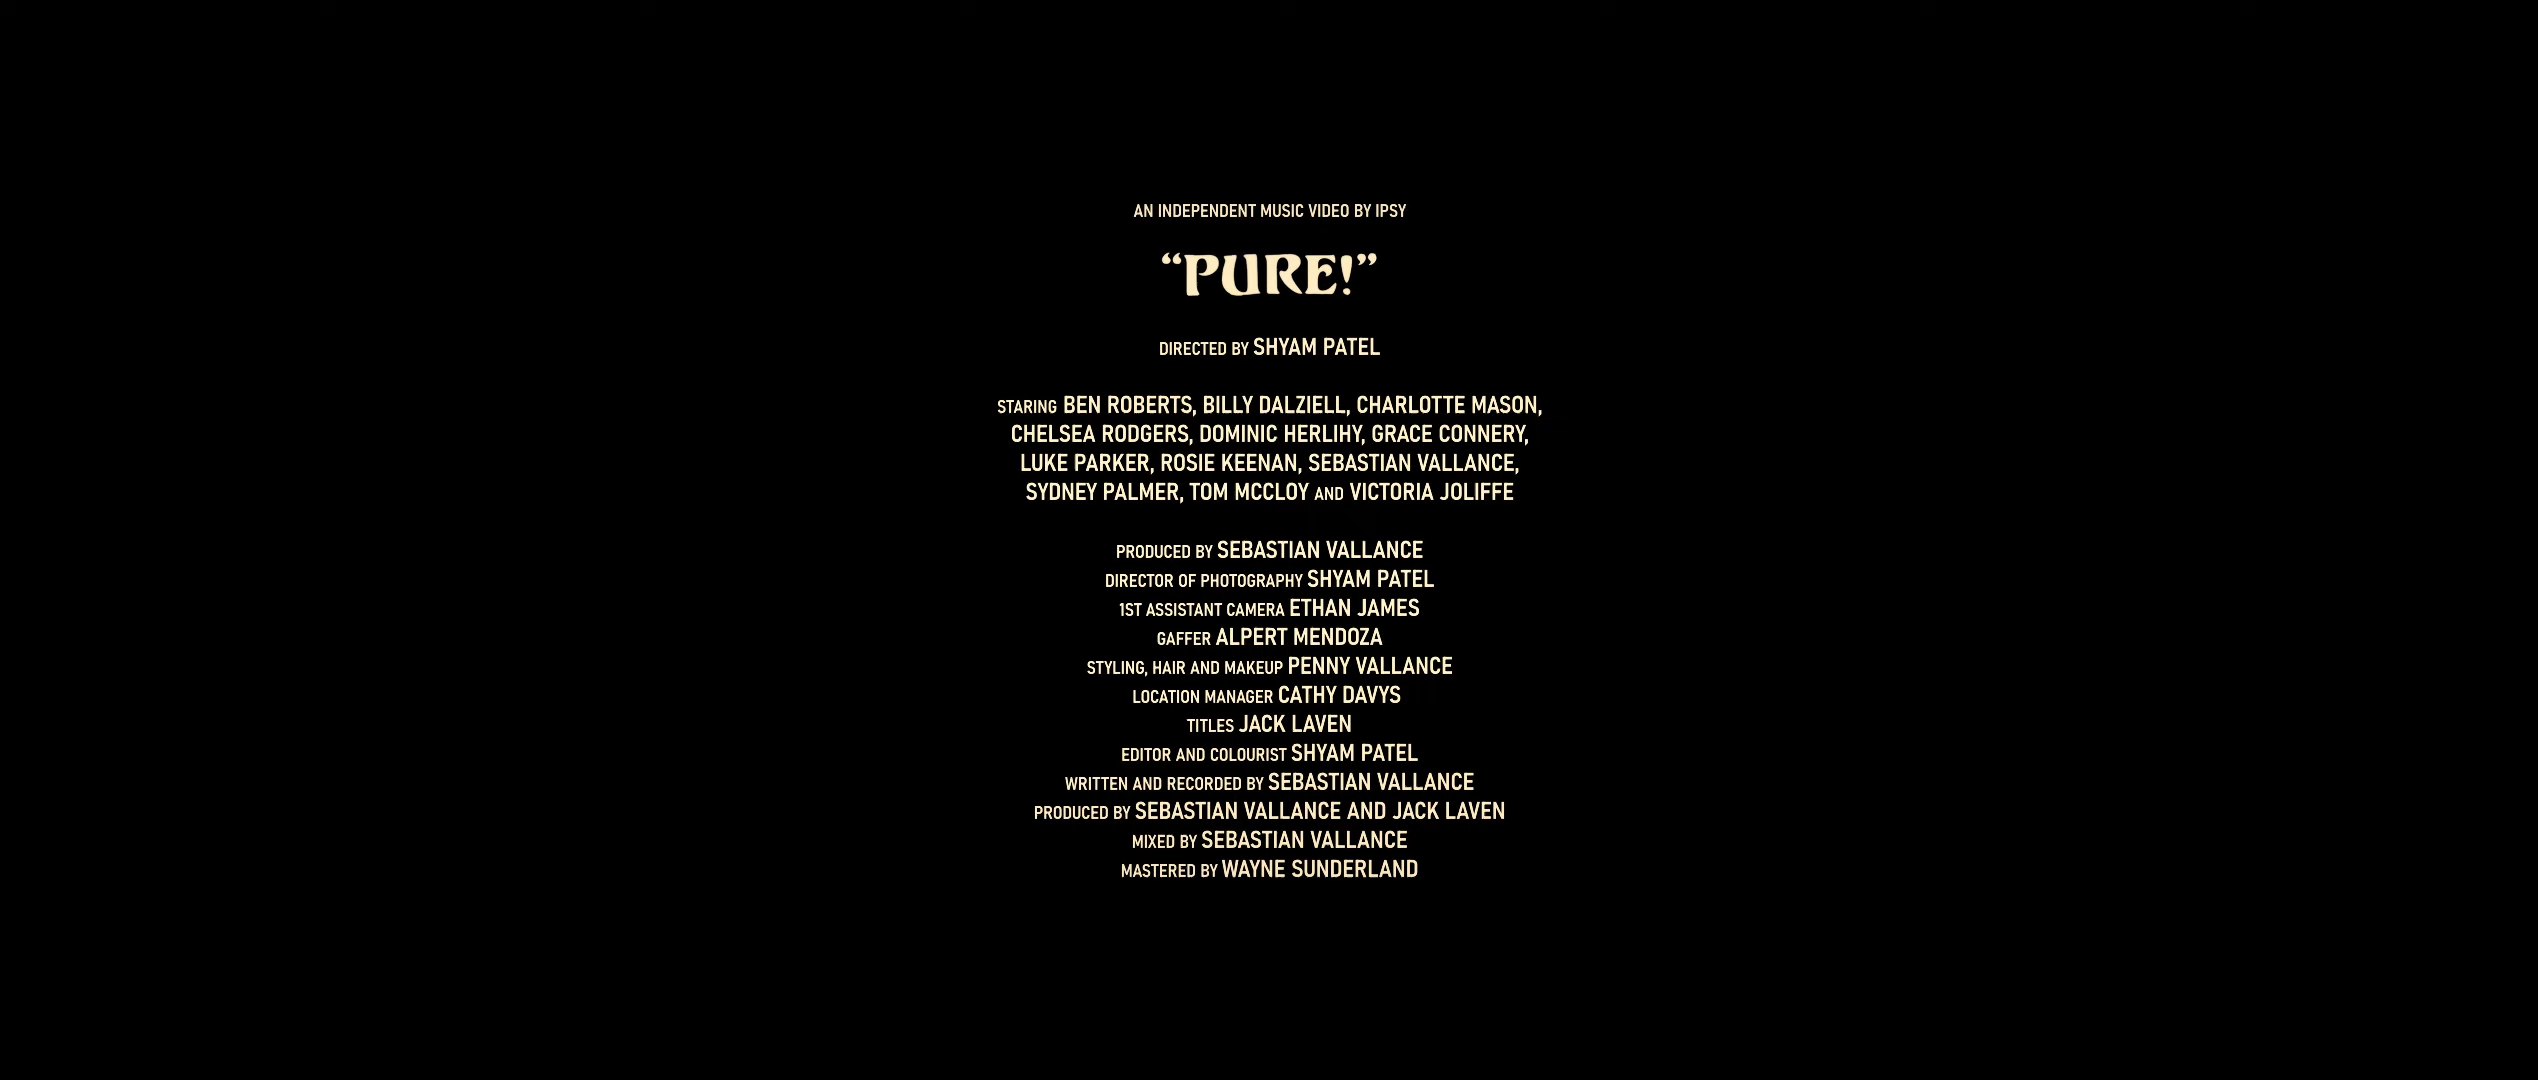 AN INDEPENDENT MUSIC VIDEO BY IPSY
“PURE!”
DIRECTED BY SHYAM PATEL
STARING BEN ROBERTS, BILLY DALZIELL, CHARLOTTE MASON,
CHELSEA RODGERS, DOMINIC HERLIHY, GRACE CONNERY,
LUKE PARKER, ROSIE KEENAN, SEBASTIAN VALLANCE,
SYDNEY PALMER, TOM MCCLOY AND VICTORIA JOLIFFE
PRODUCED BY SEBASTIAN VALLANCE
DIRECTOR OF PHOTOGRAPHY SHYAM PATEL
1ST ASSISTANT CAMERA ETHAN JAMES
GAFFER ALPERT MENDOZA
STYLING, HAIR AND MAKEUP PENNY VALLANCE
LOCATION MANAGER CATHY DAVYS
TITLES JACK LAVEN
EDITOR AND COLOURIST SHYAM PATEL
WRITTEN AND RECORDED BY SEBASTIAN VALLANCE
PRODUCED BY SEBASTIAN VALLANCE AND JACK LAVEN
MIXED BY SEBASTIAN VALLANCE
MASTERED BY WAYNE SUNDERLAND